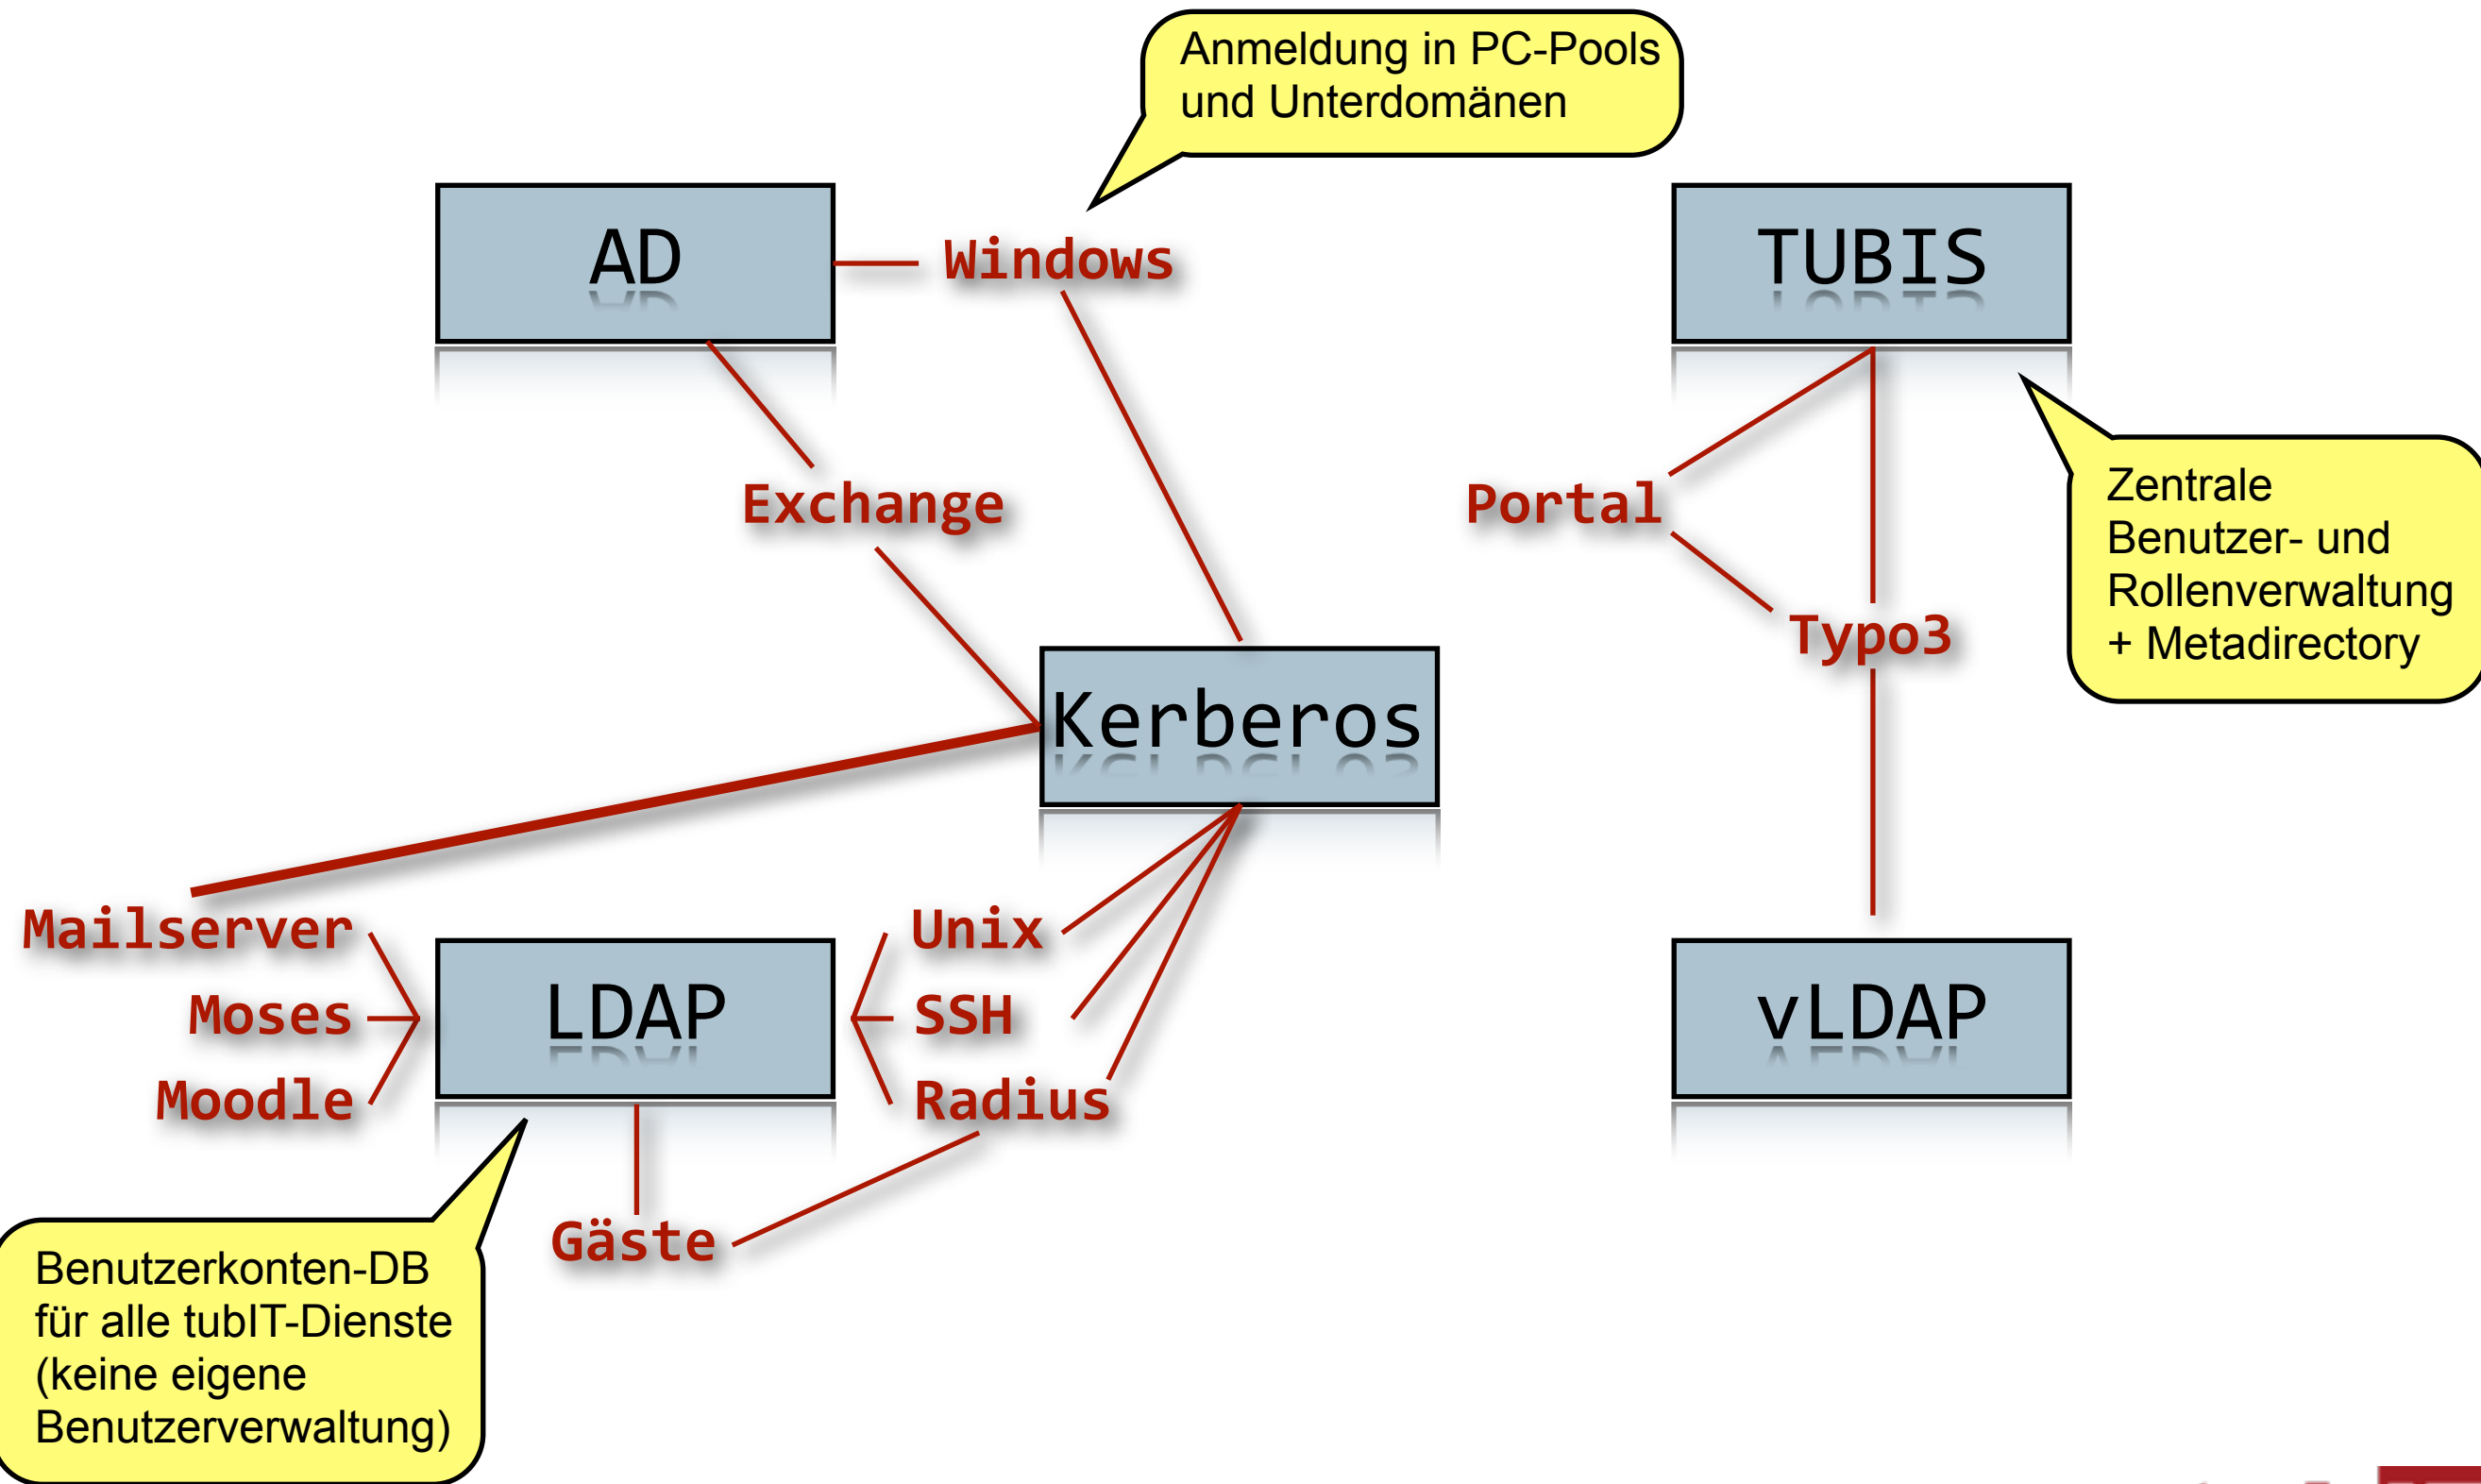 Anmeldung in PC-Pools
und Unterdomänen
AD
Windows
TUBIS
Exchange
Portal
Zentrale
Benutzer- und
Rollenverwaltung
+ Metadirectory
Typo3
Kerberos
Mailserver
Unix
Moses
LDAP
SSH
vLDAP
Moodle
Radius
Gäste
Benutzerkonten-DB
für alle tubIT-Dienste
(keine eigene
Benutzerverwaltung)